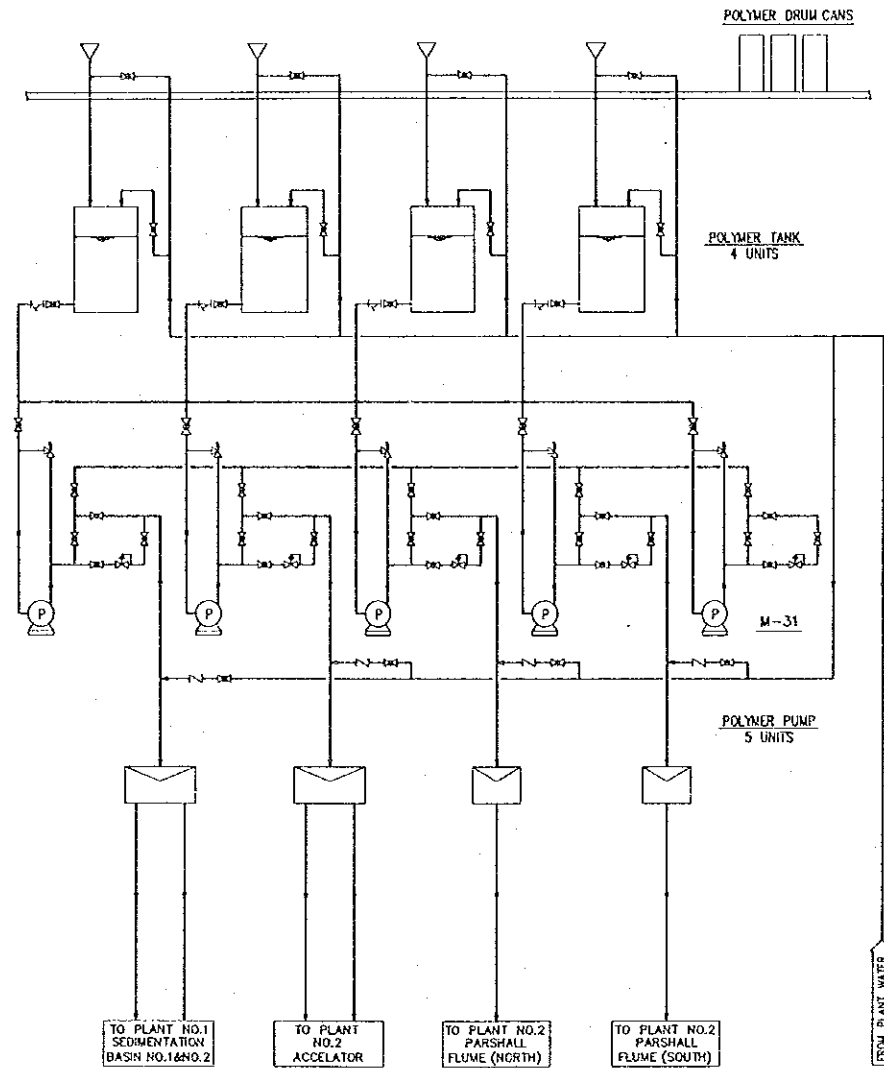 POLYMER DRUM CANS
POLYMER TANK
4 UNITS
P
P
P
P
P
M-31
POLYMER PUMP
5 UNITS
TO PLANT NO.1
SEDIMENTATION
BASIN NO.1&NO.2
TO PLANT
NO.2
ACCELATOR
TO PLANT NO.2
PARSHALL
FLUME (NORTH)
TO PLANT NO.2
PARSHALL
FLUME (SOUTH)
FROM PLANT WATER